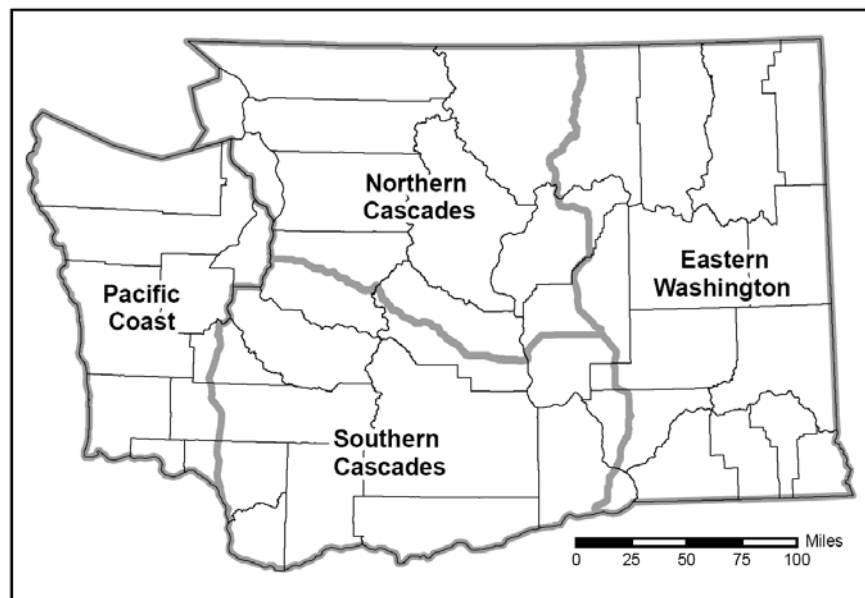 Northern
Cascades
Eastern
Washington
Pacific
Coast
Southern
Cascades
Miles
0 25 50 75 100